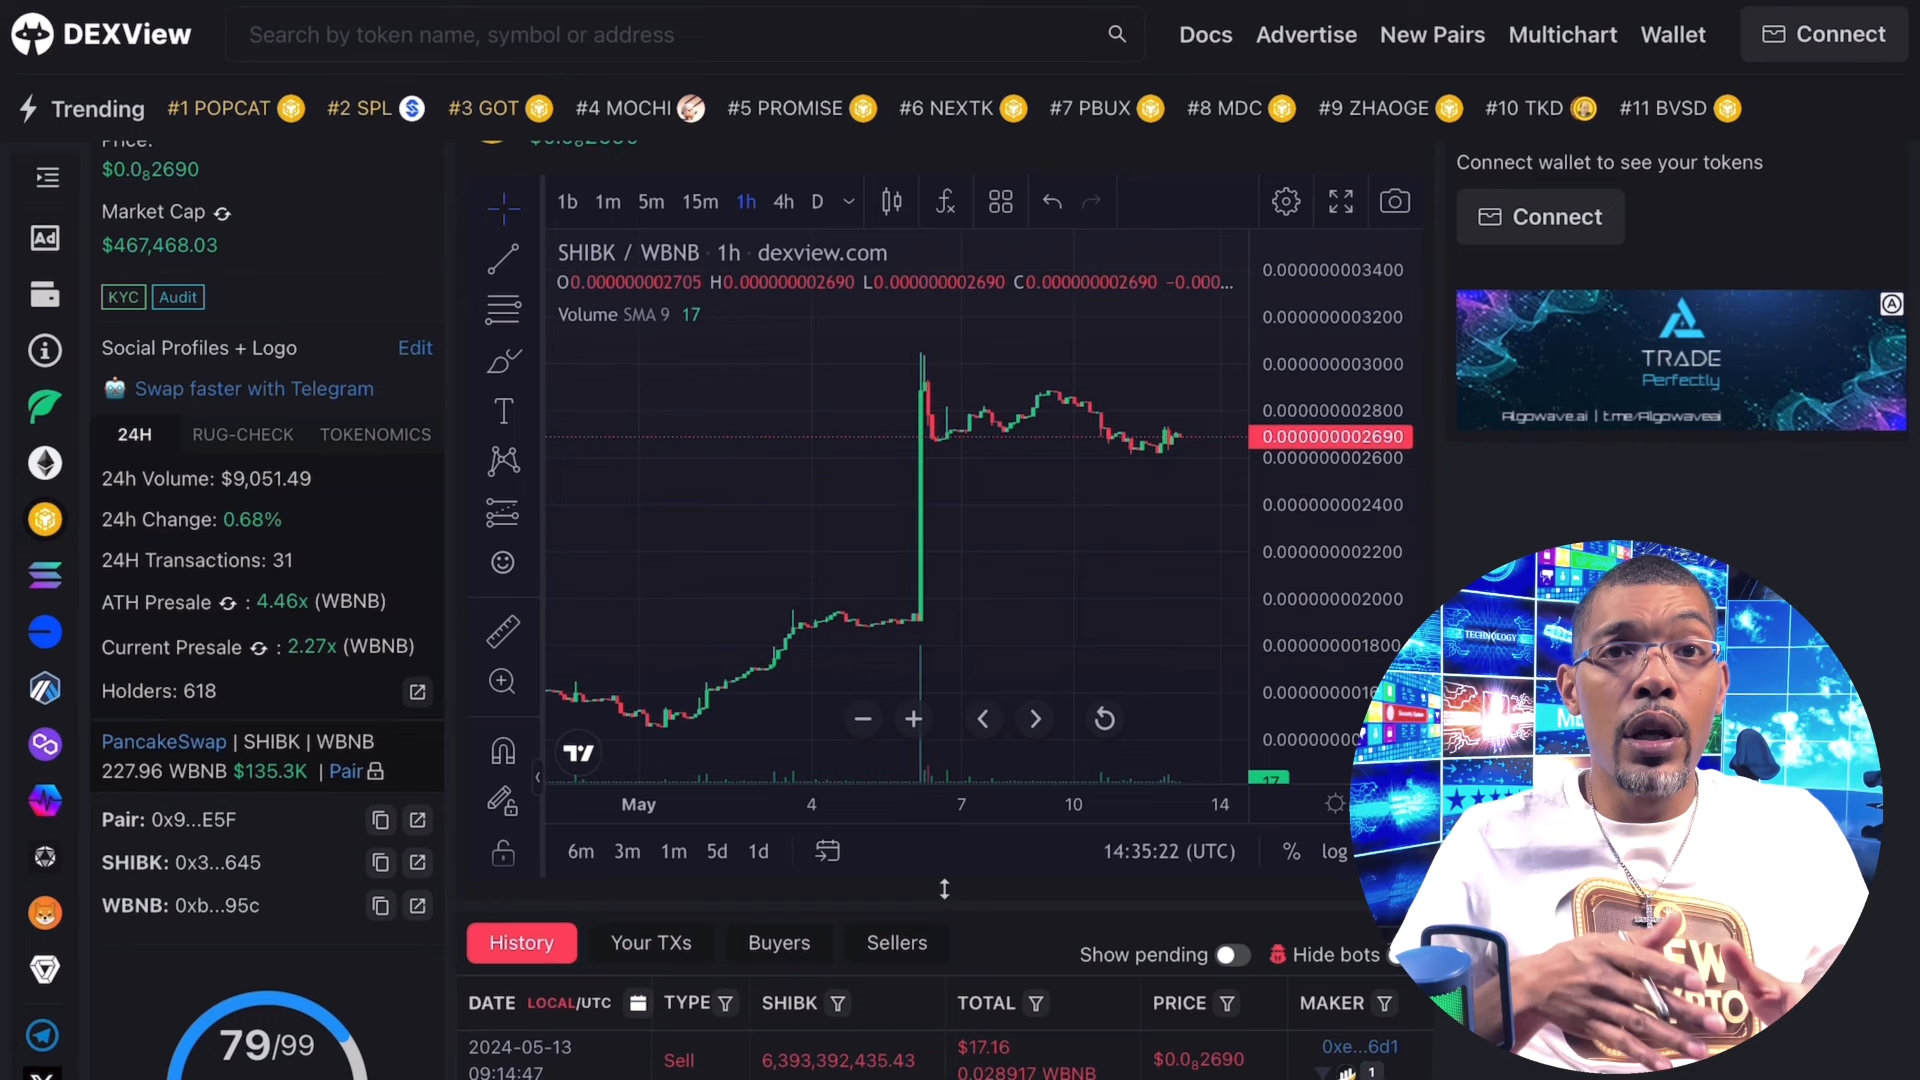 DEXView
Search by token name, symbol or address
Docs Advertise New Pairs Multichart Wallet Connect
Trending #1 POPCAT #2 SPL #3 GOT #4 MOCHI #5 PROMISE #6 NEXTK #7 PBUX #8 MDC #9 ZHAOGE #10 TKD #11 BVSD
Price:
$0.0₈2690
Market Cap
$467,468.03
KYC Audit
Social Profiles + Logo Edit
Swap faster with Telegram
24H RUG-CHECK TOKENOMICS
24h Volume: $9,051.49
24h Change: 0.68%
24H Transactions: 31
ATH Presale : 4.46x (WBNB)
Current Presale : 2.27x (WBNB)
Holders: 618
PancakeSwap | SHIBK | WBNB
227.96 WBNB $135.3K | Pair
Pair: 0x9...E5F
SHIBK: 0x3...645
WBNB: 0xb...95c
79/99
Ad
$0.0₈2690
1b 1m 5m 15m 1h 4h D
SHIBK / WBNB · 1h · dexview.com
O0.000000002705 H0.000000002690 L0.000000002690 C0.000000002690 −0.000...
Volume SMA 9 17
0.000000003400
0.000000003200
0.000000003000
0.000000002800
0.000000002690
0.000000002600
0.000000002400
0.000000002200
0.000000002000
0.000000001800
17
May 4 7 10 14
6m 3m 1m 5d 1d
14:35:22 (UTC) % log
History Your TXs Buyers Sellers
Show pending Hide bots
DATE LOCAL/UTC TYPE SHIBK TOTAL PRICE MAKER
2024-05-13
09:14:47
Sell
6,393,392,435.43
$17.16
0.028917 WBNB
$0.0₈2690
0xe...6d1
1
Connect wallet to see your tokens
Connect
TRADE
Perfectly
Algowave.ai | t.me/Algowaveai
TECHNOLOGY